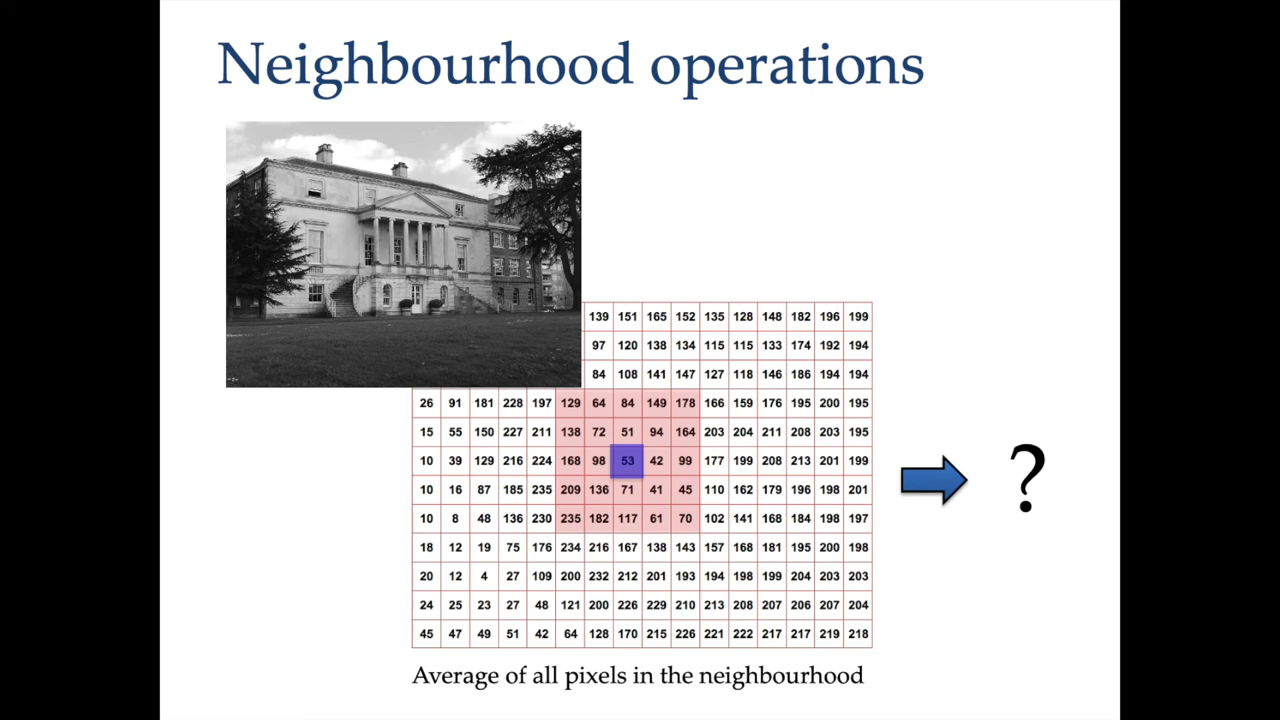 Neighbourhood operations
139 151 165 152 135 128 148 182 196 199
97 120 138 134 115 115 133 174 192 194
84 108 141 147 127 118 146 186 194 194
26 91 181 228 197 129 64 84 149 178 166 159 176 195 200 195
15 55 150 227 211 138 72 51 94 164 203 204 211 208 203 195
10 39 129 216 224 168 98 53 42 99 177 199 208 213 201 199
10 16 87 185 235 209 136 71 41 45 110 162 179 196 198 201
10 8 48 136 230 235 182 117 61 70 102 141 168 184 198 197
18 12 19 75 176 234 216 167 138 143 157 168 181 195 200 198
20 12 4 27 109 200 232 212 201 193 194 198 199 204 203 203
24 25 23 27 48 121 200 226 229 210 213 208 207 206 207 204
45 47 49 51 42 64 128 170 215 226 221 222 217 217 219 218
?
Average of all pixels in the neighbourhood